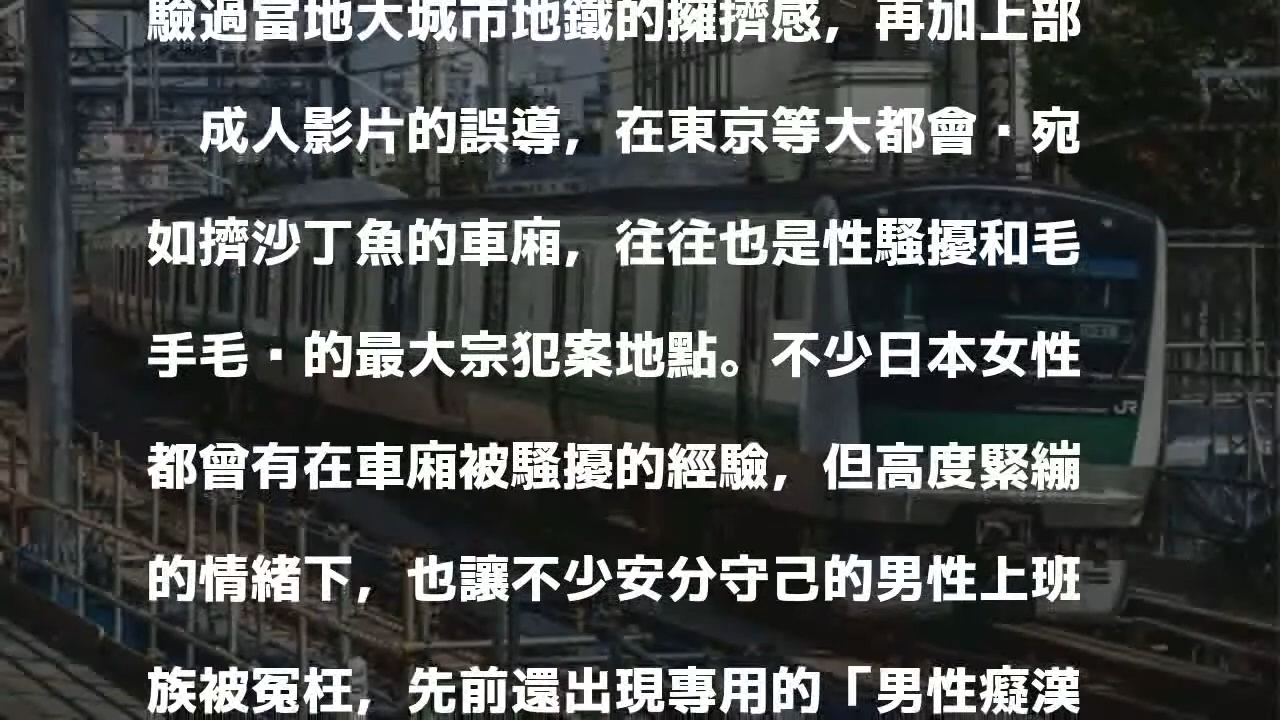 驗過當地大城市地鐵的擁擠感，再加上部
成人影片的誤導，在東京等大都會▪宛
如擠沙丁魚的車廂，往往也是性騷擾和毛
手毛▪的最大宗犯案地點。不少日本女性
都曾有在車廂被騷擾的經驗，但高度緊繃
的情緒下，也讓不少安分守己的男性上班
族被冤枉，先前還出現專用的「男性癡漢
JR